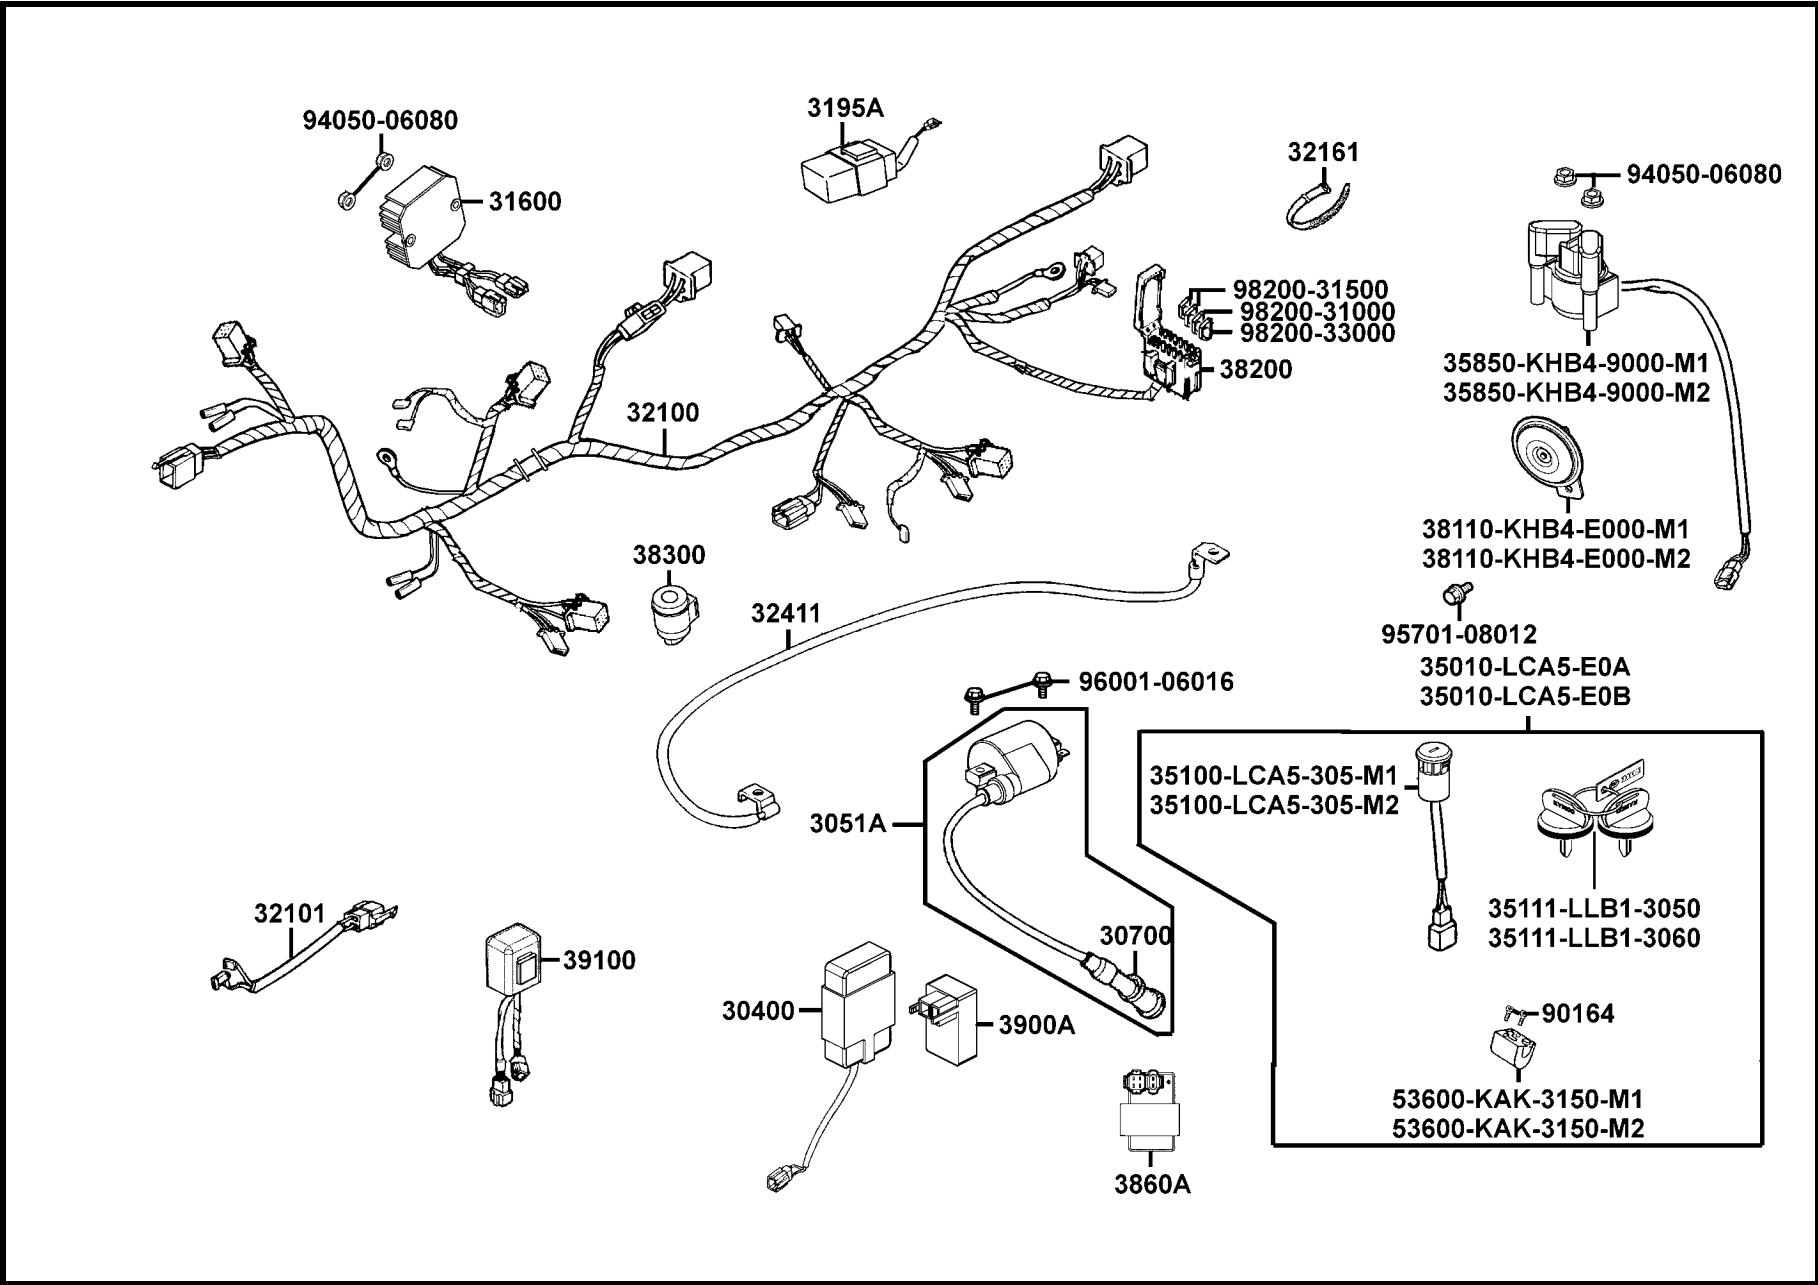 94050-06080
3195A
32161
94050-06080
31600
98200-31500
98200-31000
98200-33000
38200
35850-KHB4-9000-M1
35850-KHB4-9000-M2
32100
38110-KHB4-E000-M1
38110-KHB4-E000-M2
38300
32411
95701-08012
35010-LCA5-E0A
35010-LCA5-E0B
96001-06016
35100-LCA5-305-M1
35100-LCA5-305-M2
3051A
35111-LLB1-3050
35111-LLB1-3060
32101
30700
39100
30400
3900A
90164
53600-KAK-3150-M1
53600-KAK-3150-M2
3860A